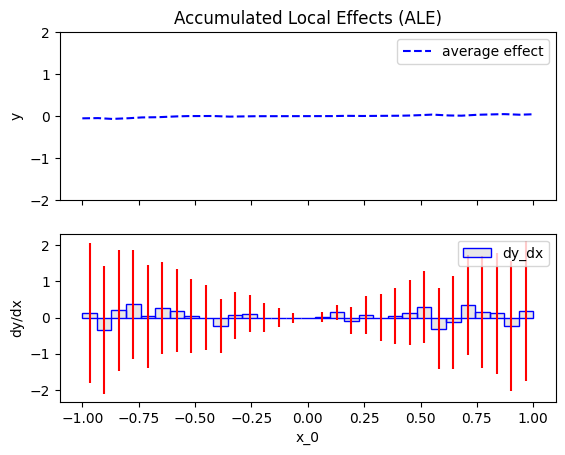 Accumulated Local Effects (ALE)
2
average effect
1
y
0
−1
−2
2
dy_dx
1
dy/dx
0
−1
−2
−1.00 −0.75 −0.50 −0.25 0.00 0.25 0.50 0.75 1.00
x_0